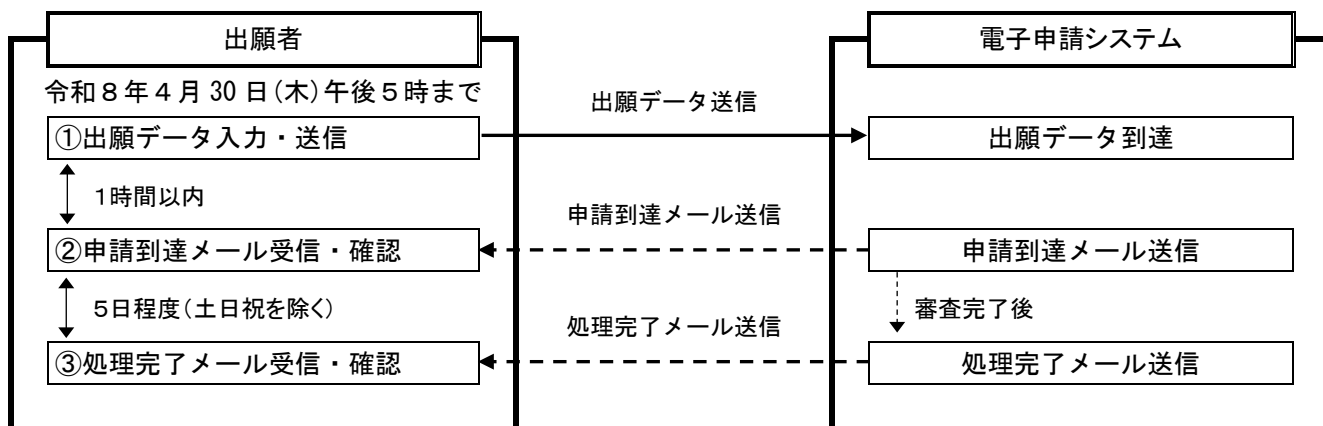 出願者
電子申請システム
令和８年４月 30 日（木）午後５時まで
出願データ送信
①出願データ入力・送信
出願データ到達
１時間以内
申請到達メール送信
②申請到達メール受信・確認
申請到達メール送信
５日程度（土日祝を除く）
審査完了後
処理完了メール送信
③処理完了メール受信・確認
処理完了メール送信